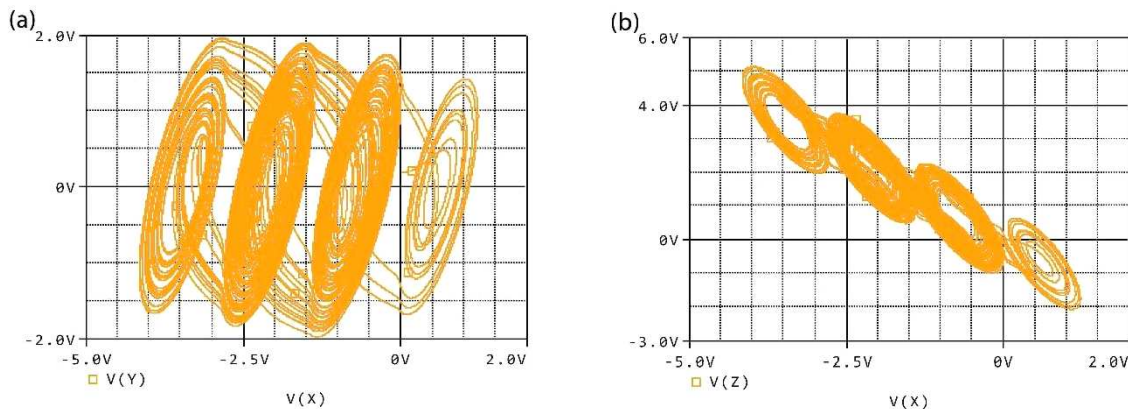 (a)
2.0V
0V
-2.0V
-5.0V -2.5V 0V 2.0V
V(Y)
V(X)
(b)
6.0V
4.0V
0V
-3.0V
-5.0V -2.5V 0V 2.0V
V(Z)
V(X)